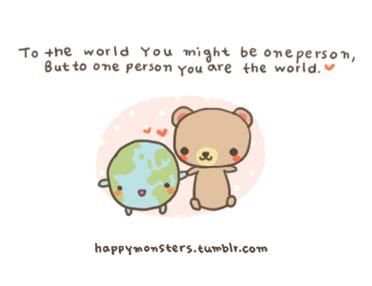 To the world You might be one person,
But to one person you are the world.
happymonsters.tumblr.com